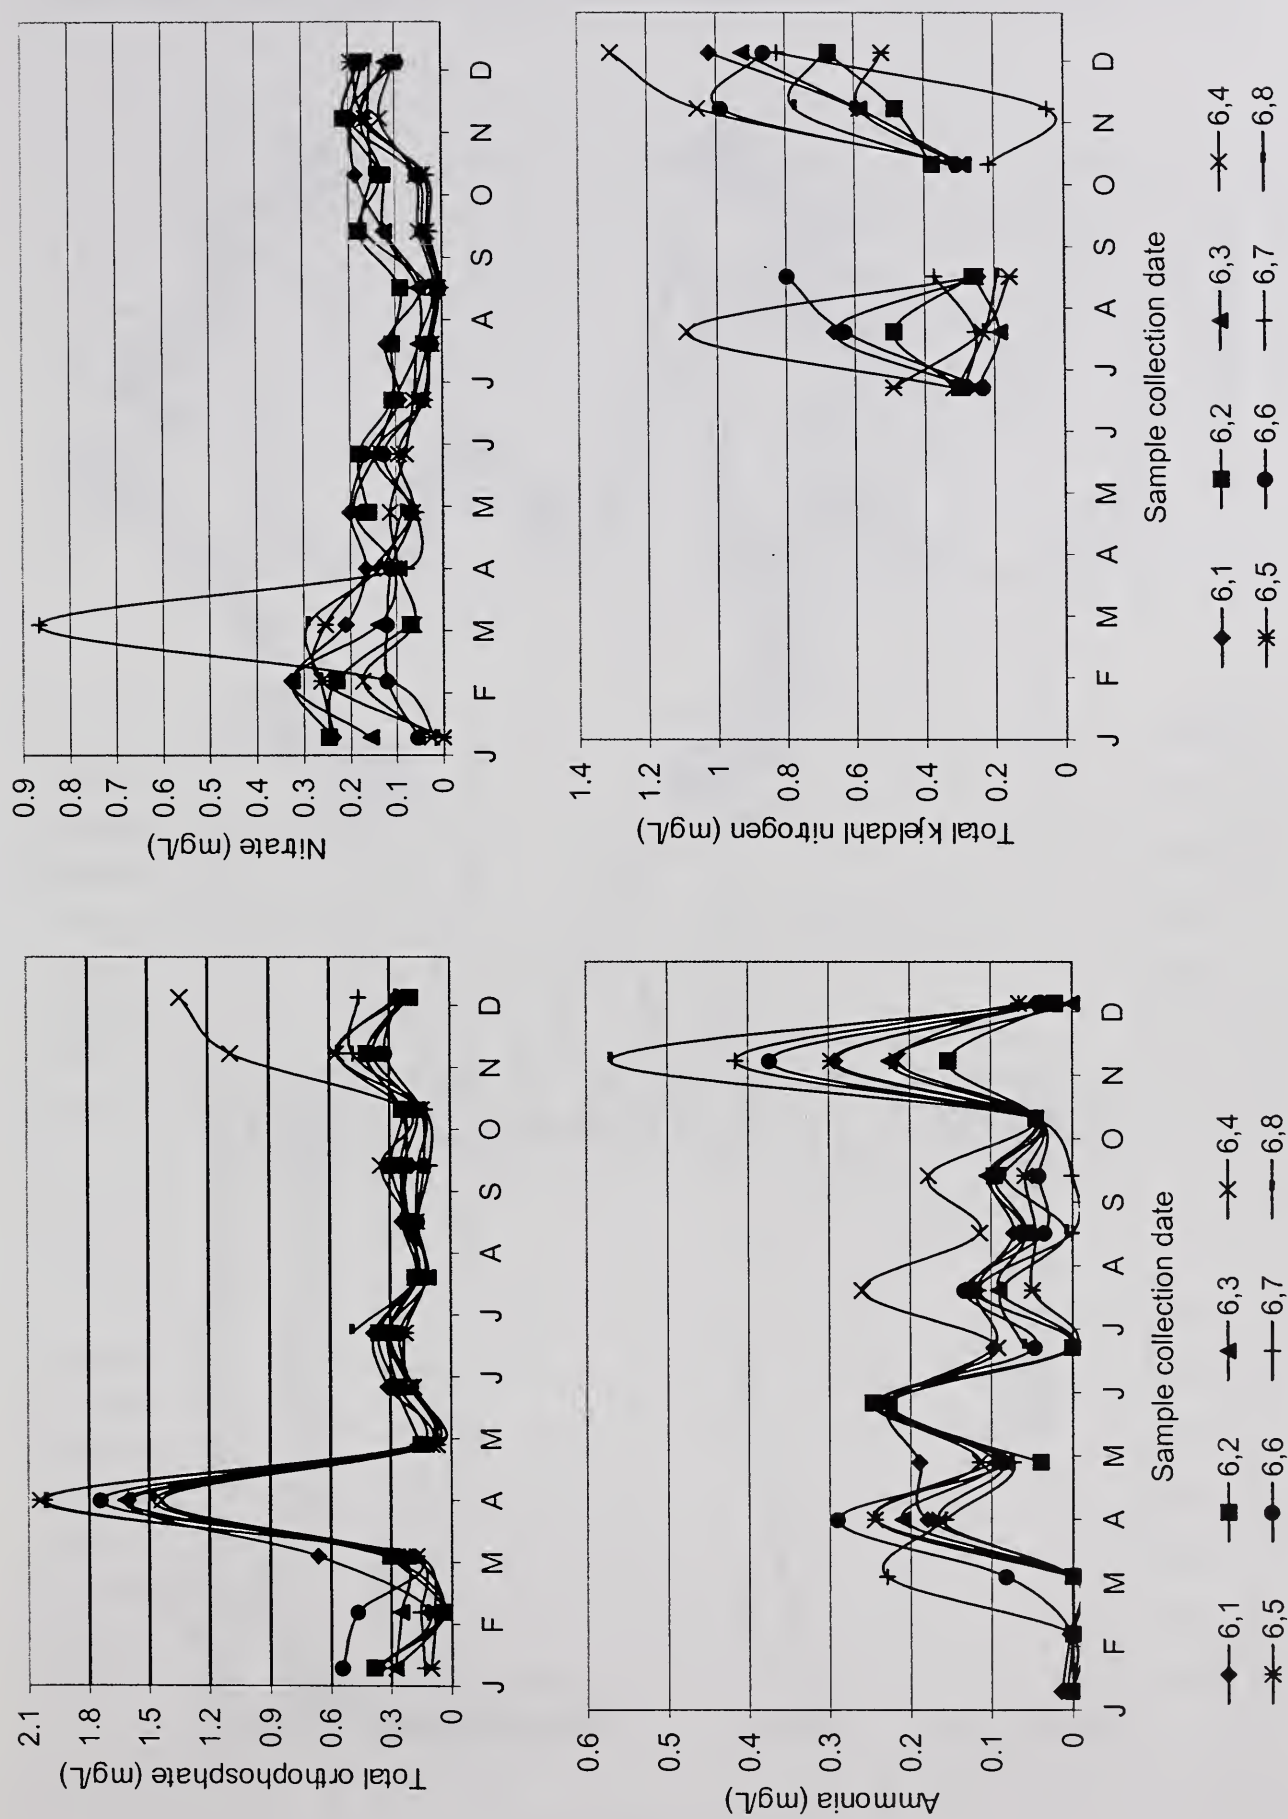 Total orthophosphate (mg/L)
2.1
1.8
1.5
1.2
0.9
0.6
0.3
0
J F M A M J J A S O N D
Nitrate (mg/L)
0.9
0.8
0.7
0.6
0.5
0.4
0.3
0.2
0.1
0
J F M A M J J A S O N D
Ammonia (mg/L)
0.6
0.5
0.4
0.3
0.2
0.1
0
J F M A M J J A S O N D
Sample collection date
6,1 6,2 6,3 6,4
6,5 6,6 6,7 6,8
Total kjeldahl nitrogen (mg/L)
1.4
1.2
1
0.8
0.6
0.4
0.2
0
J F M A M J J A S O N D
Sample collection date
6,1 6,2 6,3 6,4
6,5 6,6 6,7 6,8